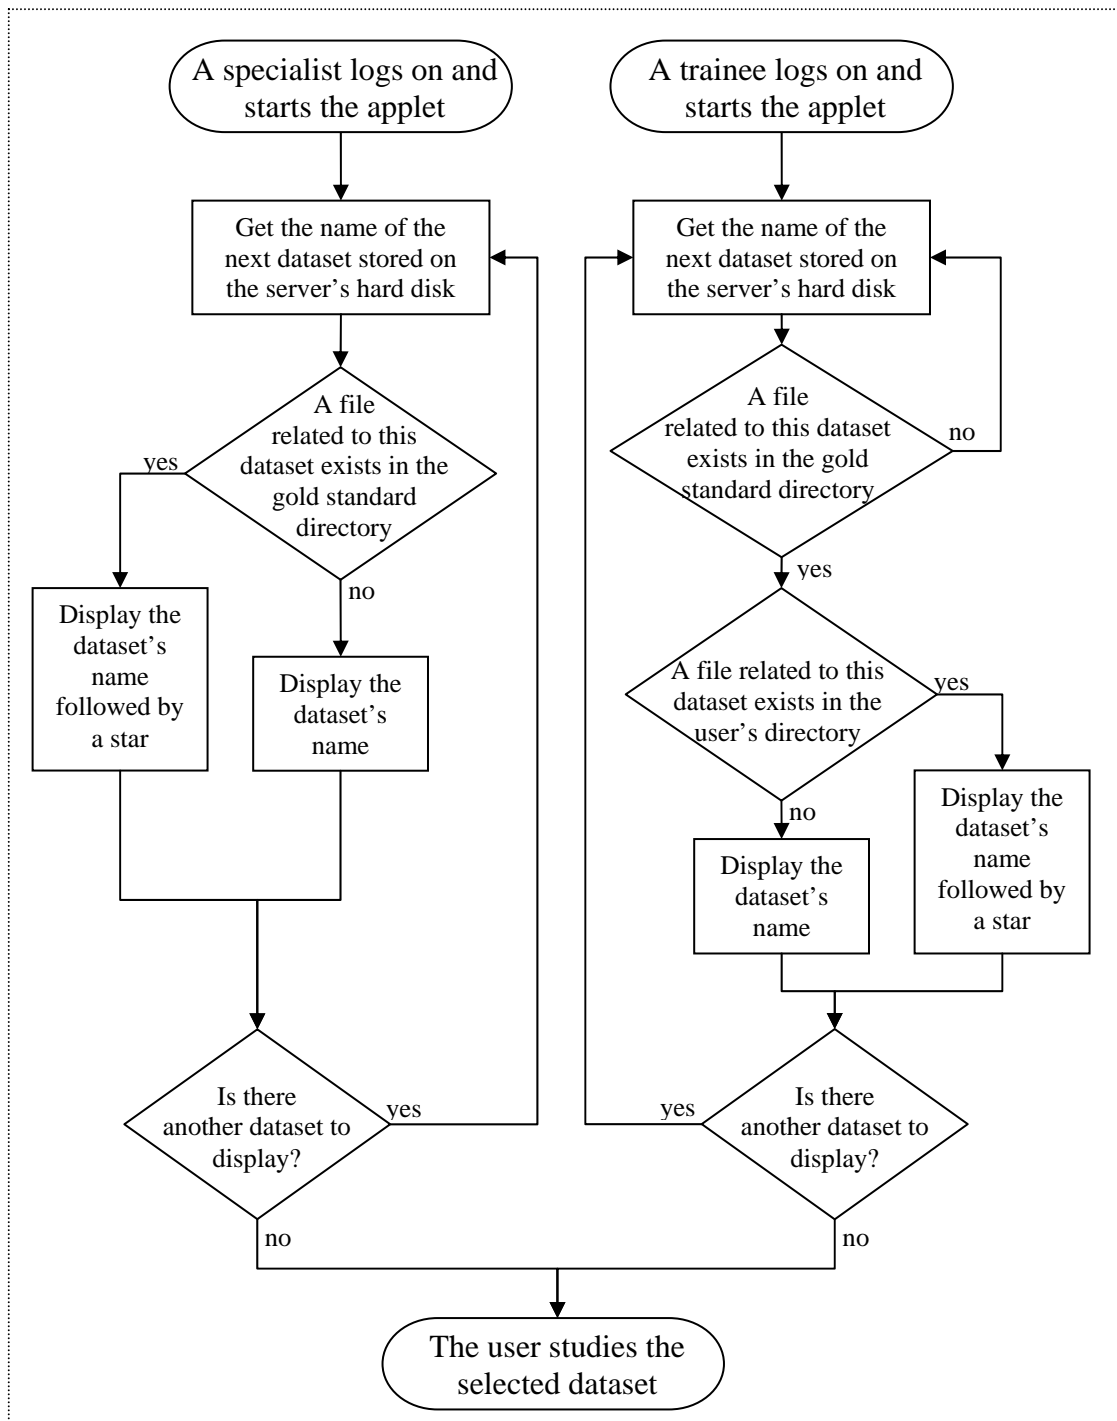 A specialist logs on and
starts the applet
Get the name of the
next dataset stored on
the server's hard disk
A file
related to this
dataset exists in the
gold standard
directory
yes
no
Display the
dataset's
name
followed by
a star
Display the
dataset's
name
Is there
another dataset to
display?
yes
no
A trainee logs on and
starts the applet
Get the name of the
next dataset stored on
the server's hard disk
A file
related to this dataset
exists in the gold
standard directory
no
yes
A file related to this
dataset exists in the
user's directory
yes
no
Display the
dataset's
name
Display the
dataset's
name
followed by
a star
Is there
another dataset to
display?
yes
no
The user studies the
selected dataset